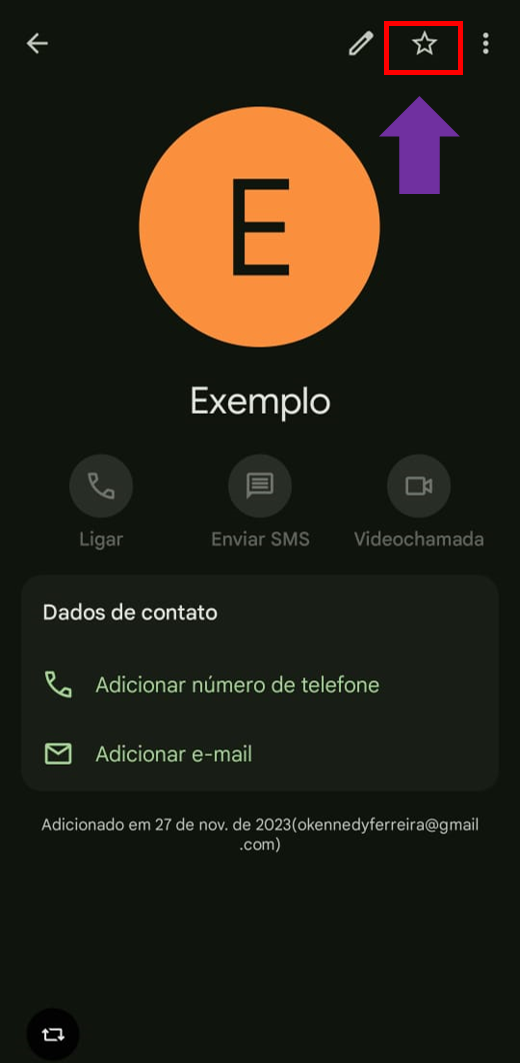 E
Exemplo
Ligar
Enviar SMS
Videochamada
Dados de contato
Adicionar número de telefone
Adicionar e-mail
Adicionado em 27 de nov. de 2023(okennedyferreira@gmail
.com)